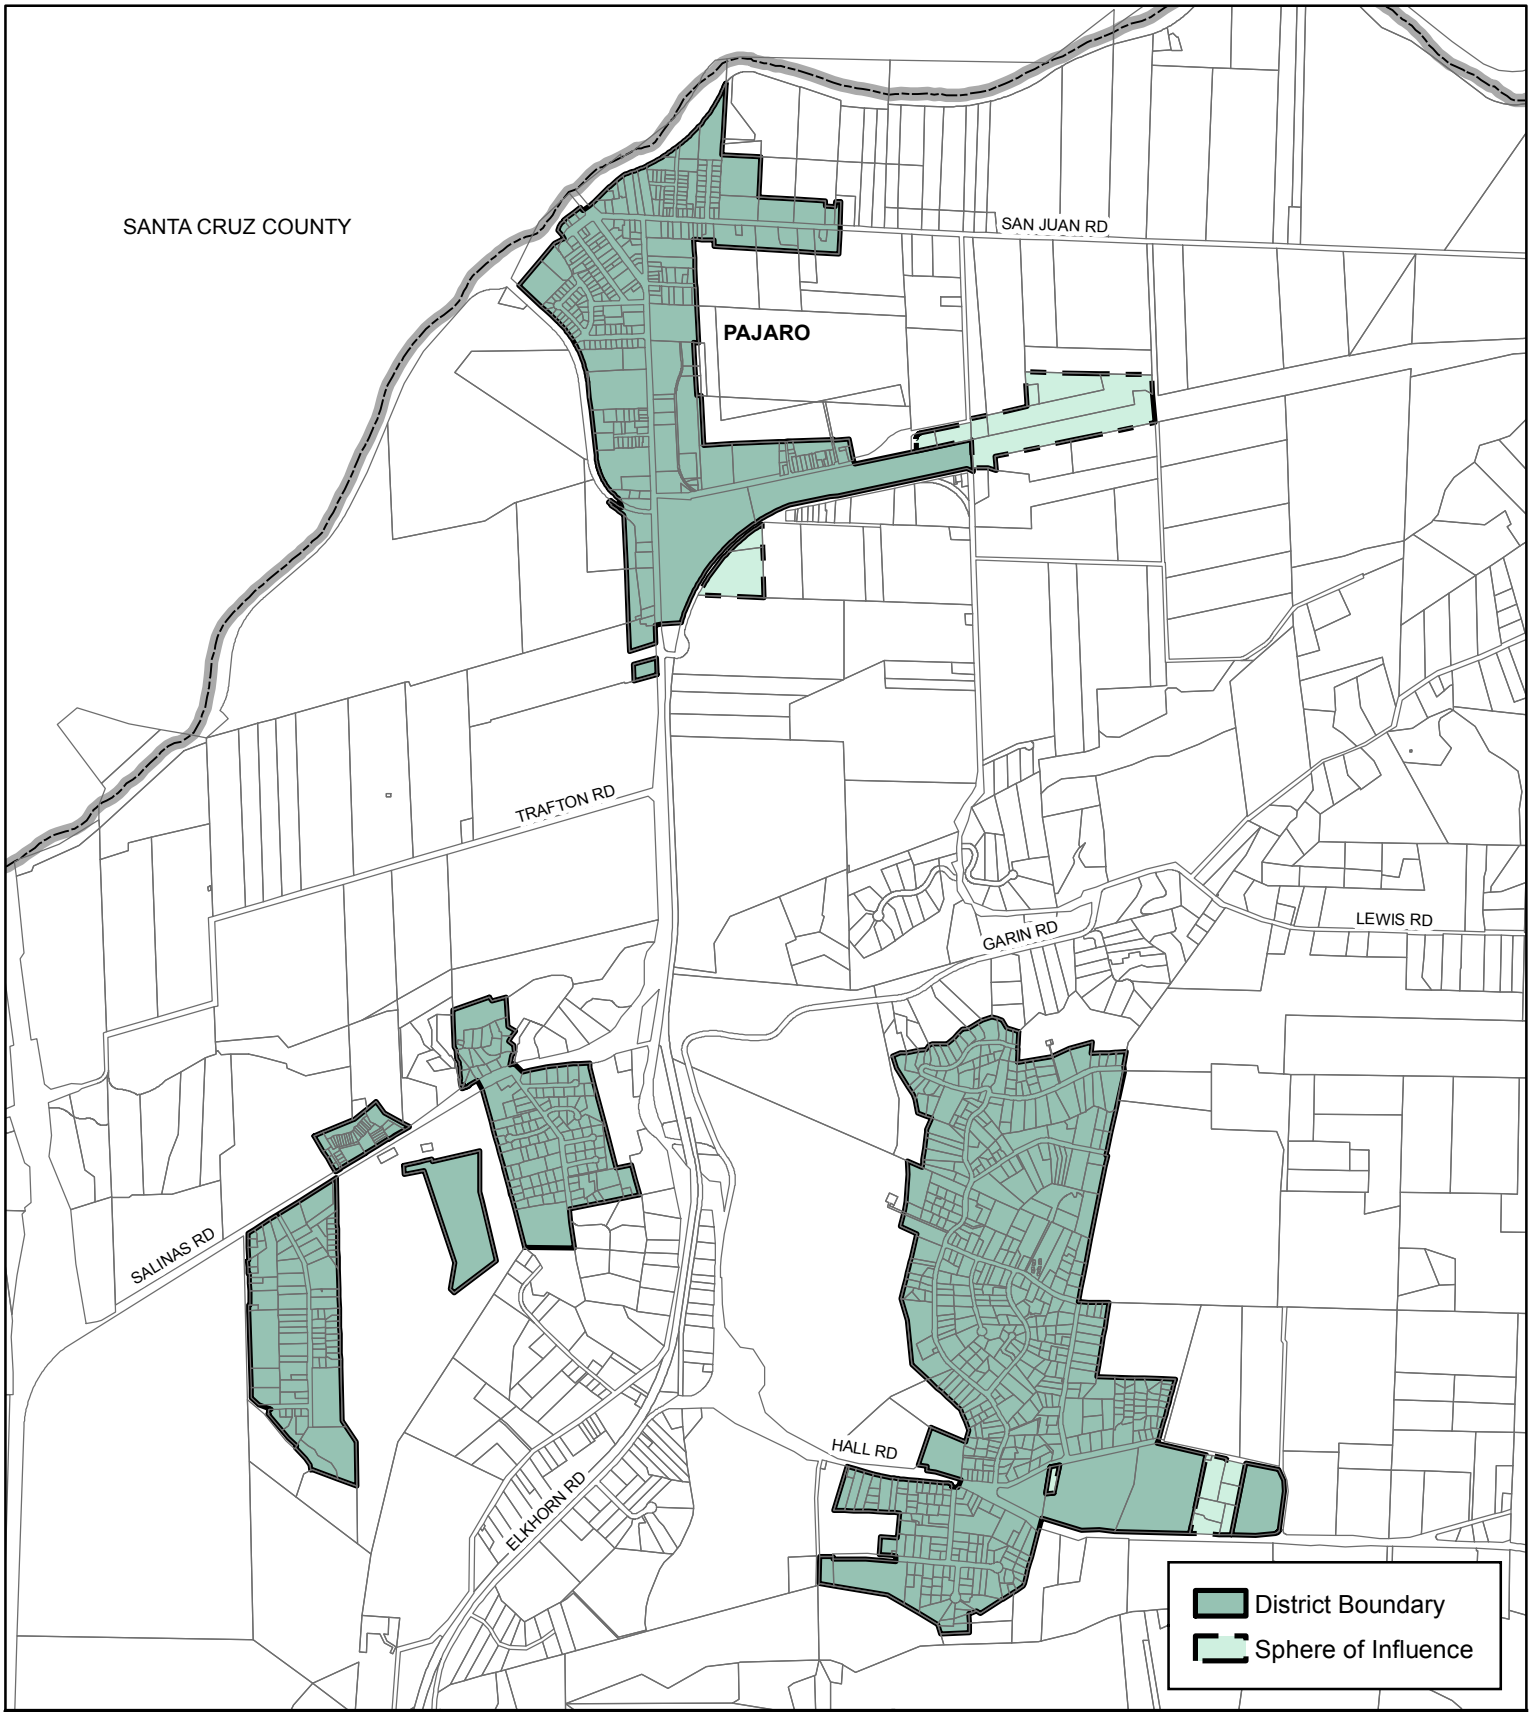 SANTA CRUZ COUNTY
SAN JUAN RD
PAJARO
TRAFTON RD
LEWIS RD
GARIN RD
SALINAS RD
HALL RD
ELKHORN RD
District Boundary
Sphere of Influence